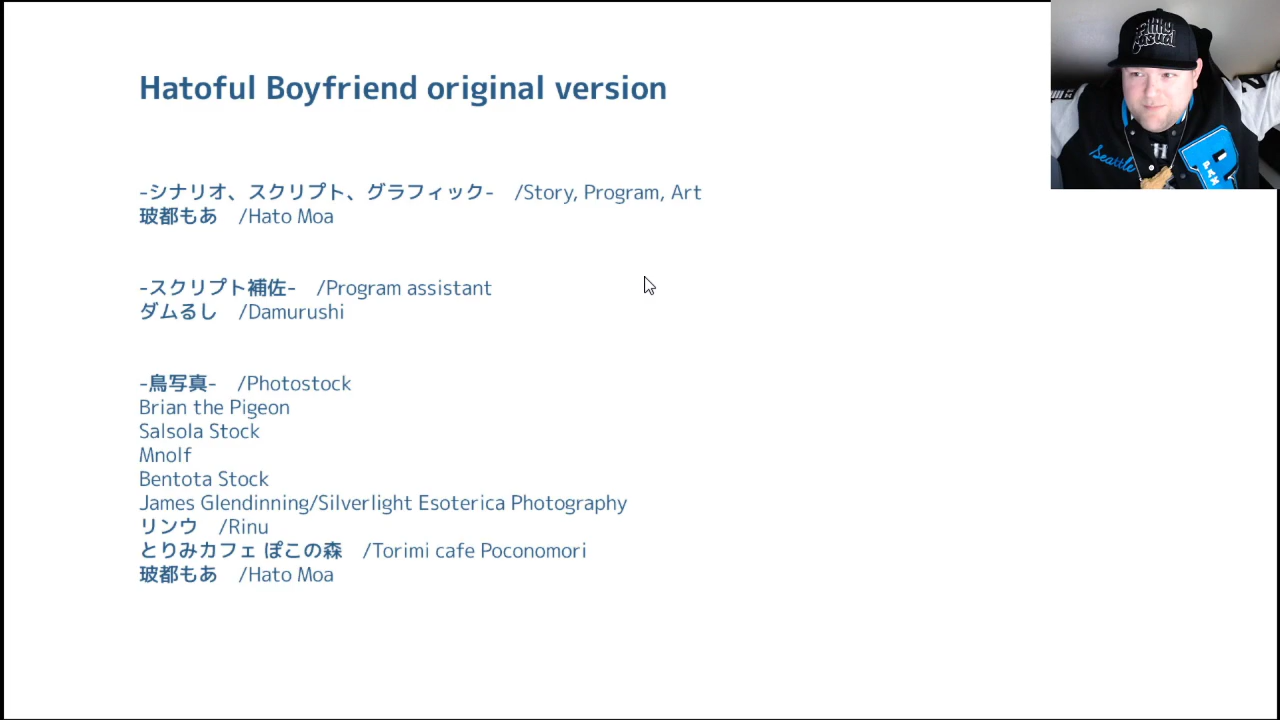 Hatoful Boyfriend original version
-シナリオ、スクリプト、グラフィック- /Story, Program, Art
玻都もあ /Hato Moa
-スクリプト補佐- /Program assistant
ダムるし /Damurushi
-鳥写真- /Photostock
Brian the Pigeon
Salsola Stock
Mnolf
Bentota Stock
James Glendinning/Silverlight Esoterica Photography
リンウ /Rinu
とりみカフェ ぽこの森 /Torimi cafe Poconomori
玻都もあ /Hato Moa
Filthy
Casual
Seattle
H
PAX